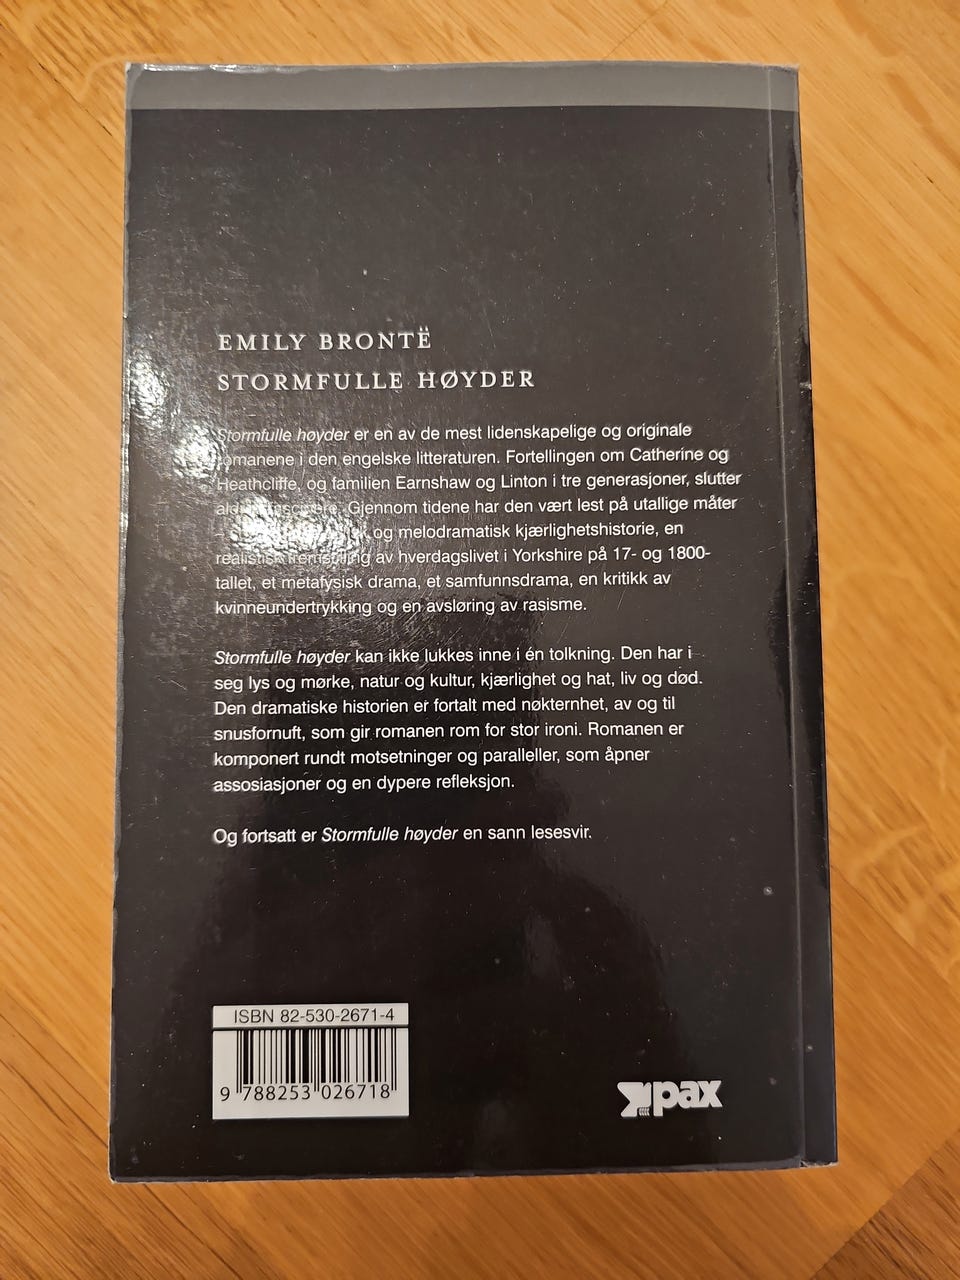 EMILY BRONTË
STORMFULLE HØYDER
Stormfulle høyder er en av de mest lidenskapelige og originale
romanene i den engelske litteraturen. Fortellingen om Catherine og
Heathcliffe, og familien Earnshaw og Linton i tre generasjoner, slutter
Gjennom tidene har den vært lest på utallige måter
– og melodramatisk kjærlighetshistorie, en
realistisk fremstilling av hverdagslivet i Yorkshire på 17- og 1800-
tallet, et metafysisk drama, et samfunnsdrama, en kritikk av
kvinneundertrykking og en avsløring av rasisme.
Stormfulle høyder kan ikke lukkes inne i én tolkning. Den har i
seg lys og mørke, natur og kultur, kjærlighet og hat, liv og død.
Den dramatiske historien er fortalt med nøkternhet, av og til
snusfornuft, som gir romanen rom for stor ironi. Romanen er
komponert rundt motsetninger og paralleller, som åpner
assosiasjoner og en dypere refleksjon.
Og fortsatt er Stormfulle høyder en sann lesesvir.
ISBN 82-530-2671-4
9 788253 026718
pax